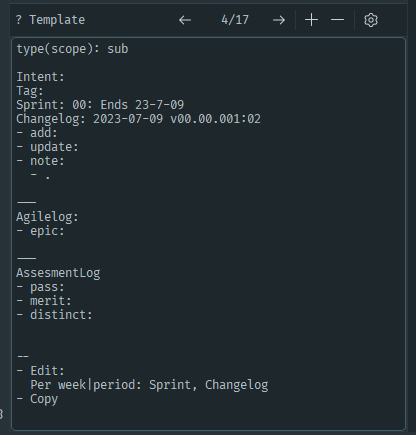 ? Template ← 4/17 → + −
type(scope): sub
Intent:
Tag:
Sprint: 00: Ends 23-7-09
Changelog: 2023-07-09 v00.00.001:02
- add:
- update:
- note:
- .
---
Agilelog:
- epic:
---
AssesmentLog
- pass:
- merit:
- distinct:
--
- Edit:
Per week|period: Sprint, Changelog
- Copy